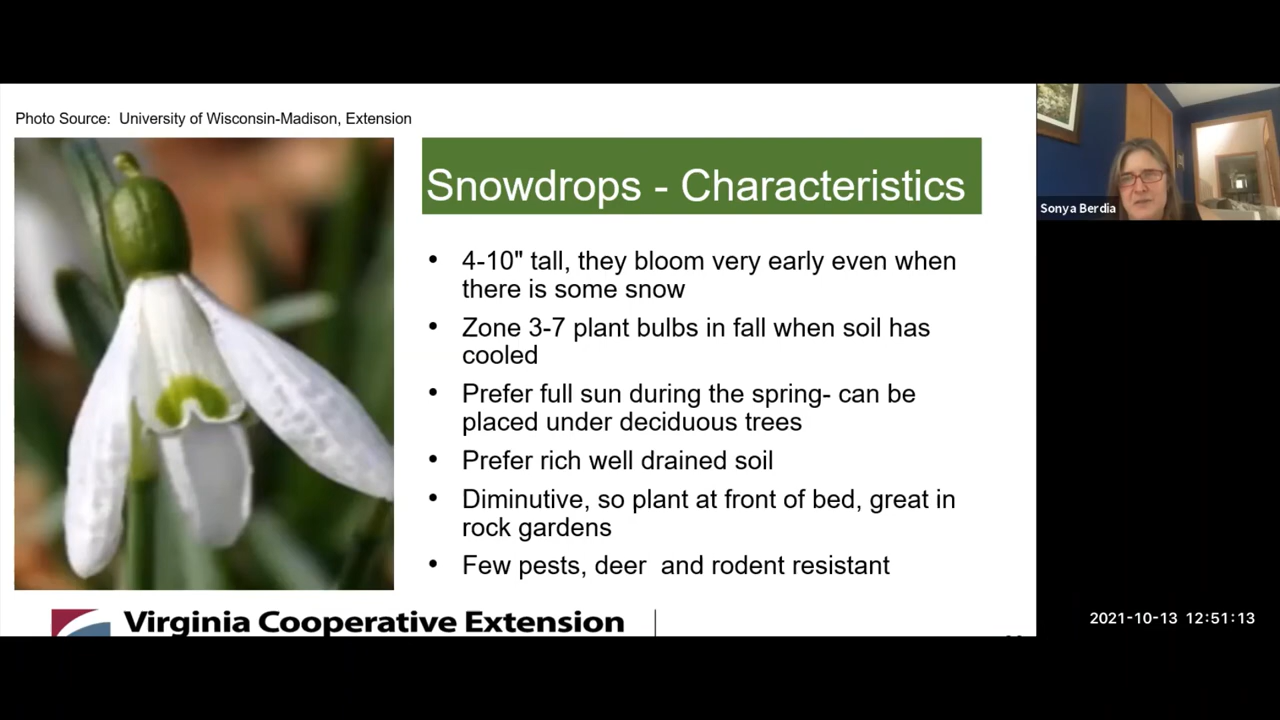 Photo Source:  University of Wisconsin-Madison, Extension
Snowdrops - Characteristics
• 4-10" tall, they bloom very early even when
there is some snow
• Zone 3-7 plant bulbs in fall when soil has
cooled
• Prefer full sun during the spring- can be
placed under deciduous trees
• Prefer rich well drained soil
• Diminutive, so plant at front of bed, great in
rock gardens
• Few pests, deer  and rodent resistant
Virginia Cooperative Extension
Sonya Berdia
2021-10-13 12:51:13